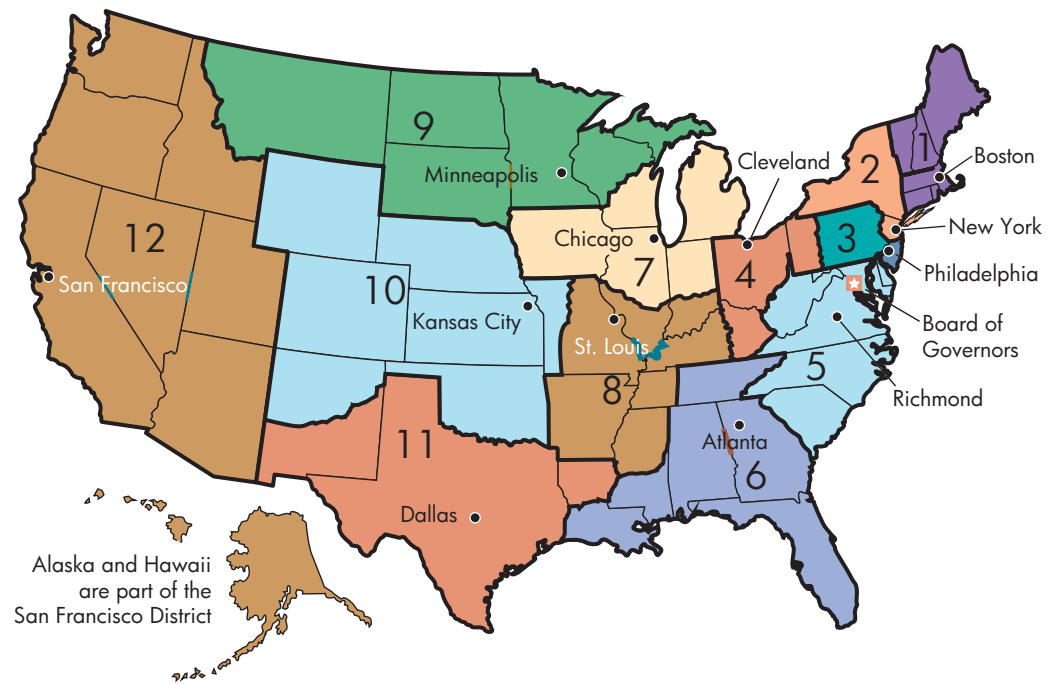 1
Boston
2
Cleveland
9
Minneapolis
New York
3
12
Chicago
Philadelphia
7
4
San Francisco
10
Kansas City
Board of
Governors
St. Louis
5
8
Richmond
11
Atlanta
6
Dallas
Alaska and Hawaii
are part of the
San Francisco District